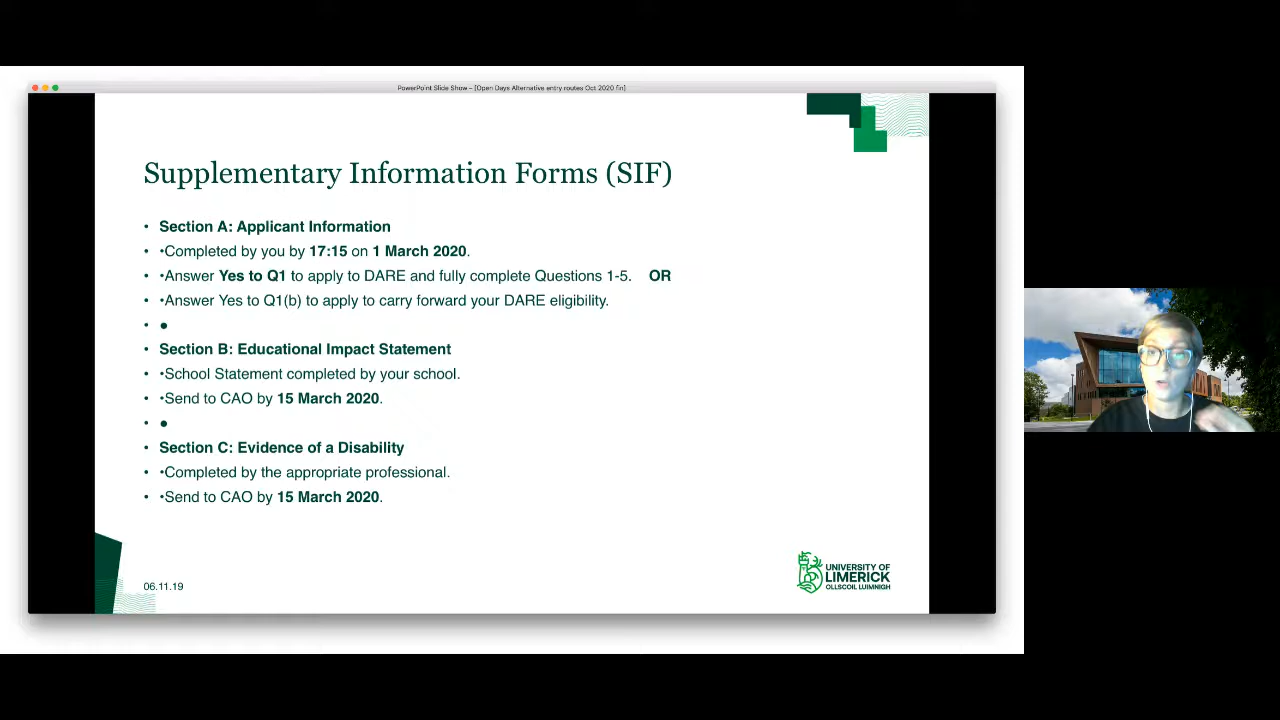 PowerPoint Slide Show – [Open Days Alternative entry routes Oct 2020 fin]
Supplementary Information Forms (SIF)
• Section A: Applicant Information
• •Completed by you by 17:15 on 1 March 2020.
• •Answer Yes to Q1 to apply to DARE and fully complete Questions 1-5. OR
• •Answer Yes to Q1(b) to apply to carry forward your DARE eligibility.
• ●
• Section B: Educational Impact Statement
• •School Statement completed by your school.
• •Send to CAO by 15 March 2020.
• ●
• Section C: Evidence of a Disability
• •Completed by the appropriate professional.
• •Send to CAO by 15 March 2020.
06.11.19
UNIVERSITY OF
LIMERICK
OLLSCOIL LUIMNIGH